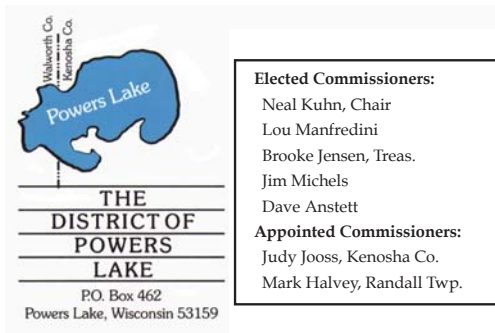 Walworth Co.
Kenosha Co.
Powers Lake
THE
DISTRICT OF
POWERS
LAKE
P.O. Box 462
Powers Lake, Wisconsin 53159
Elected Commissioners:
Neal Kuhn, Chair
Lou Manfredini
Brooke Jensen, Treas.
Jim Michels
Dave Anstett
Appointed Commissioners:
Judy Jooss, Kenosha Co.
Mark Halvey, Randall Twp.